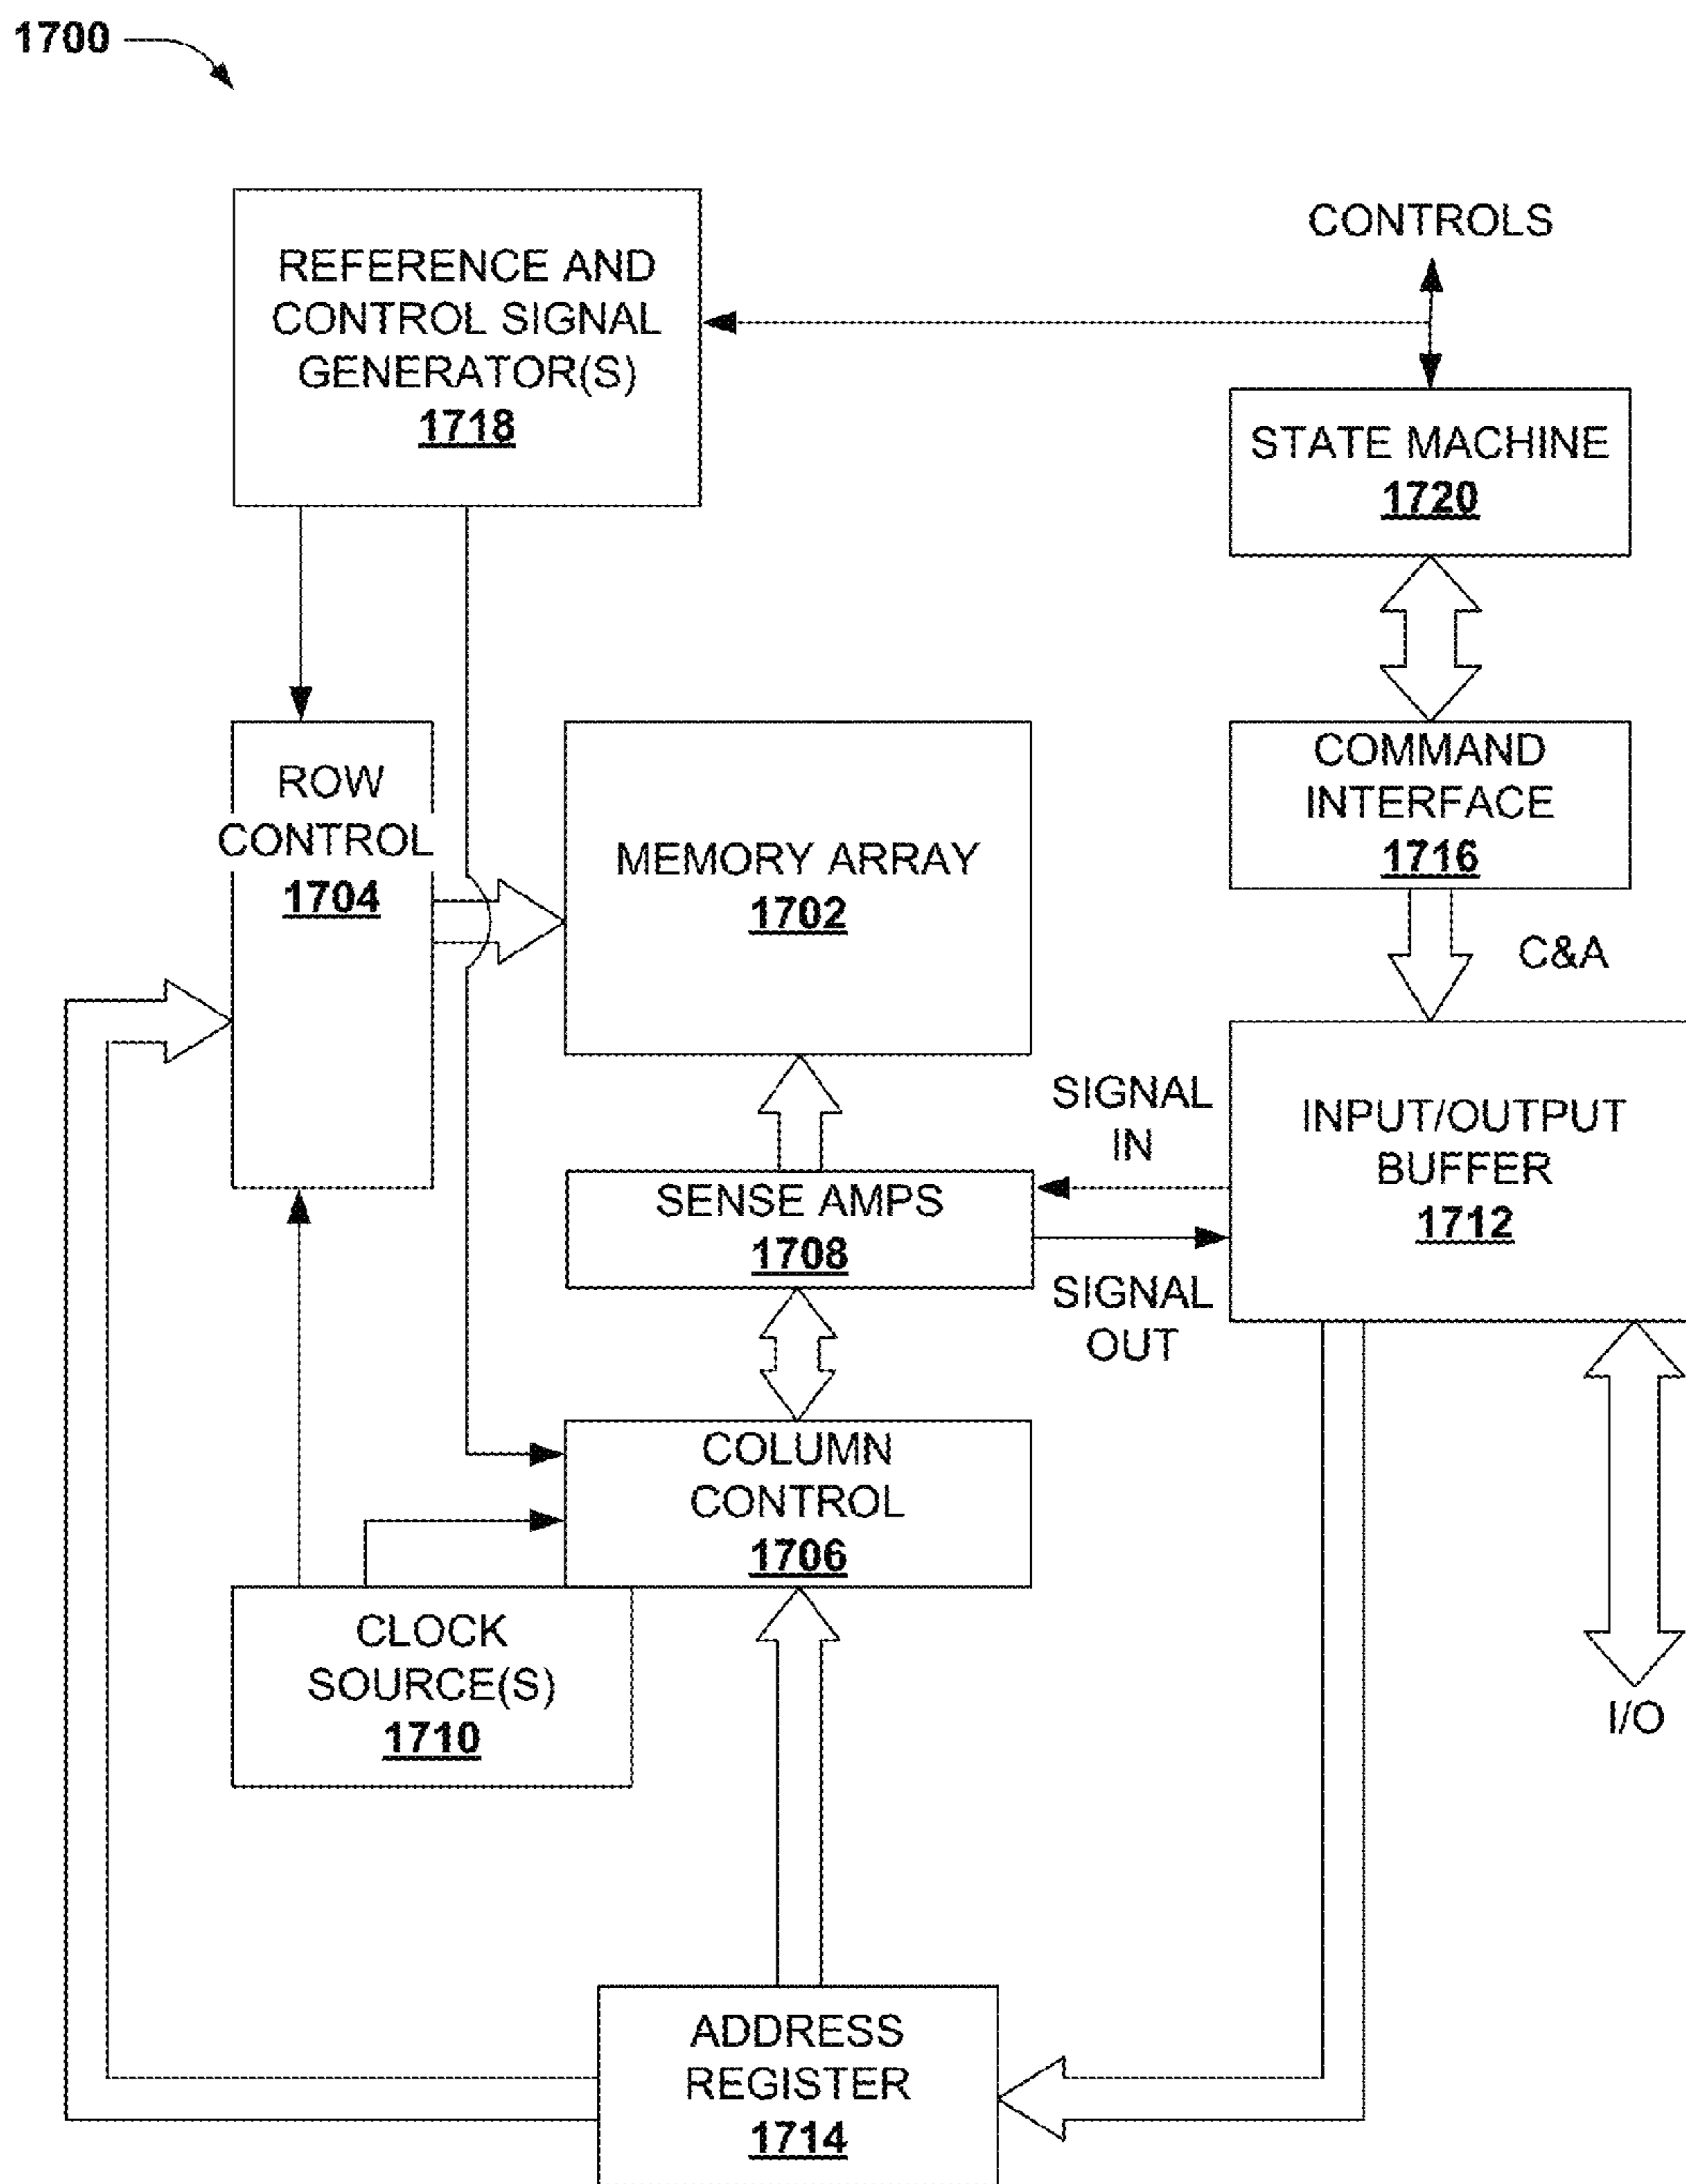 1700
REFERENCE AND
CONTROL SIGNAL
GENERATOR(S)
1718
CONTROLS
STATE MACHINE
1720
ROW
CONTROL
1704
MEMORY ARRAY
1702
COMMAND
INTERFACE
1716
C&A
SIGNAL
IN
INPUT/OUTPUT
BUFFER
1712
SENSE AMPS
1708
SIGNAL
OUT
COLUMN
CONTROL
1706
CLOCK
SOURCE(S)
1710
I/O
ADDRESS
REGISTER
1714